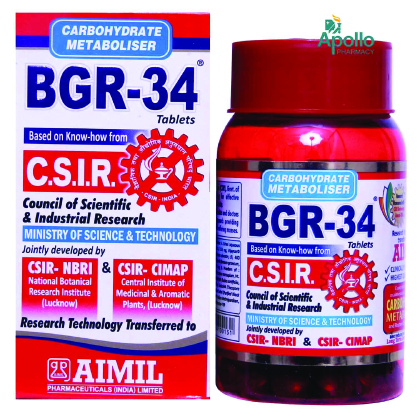 Apollo
PHARMACY
CARBOHYDRATE
METABOLISER
BGR-34®
Tablets
Based on Know-how from
C.S.I.R.
CSIR - INDIA
Council of Scientific
& Industrial Research
MINISTRY OF SCIENCE & TECHNOLOGY
Jointly developed by
CSIR- NBRI & CSIR- CIMAP
National Botanical
Research Institute
(Lucknow)
Central Institute of
Medicinal & Aromatic
Plants, (Lucknow)
Research Technology Transferred to
AIMIL
PHARMACEUTICALS (INDIA) LIMITED
CARBOHYDRATE
METABOLISER
BGR-34®
Tablets
Based on Know-how from
C.S.I.R.
Council of Scientific
& Industrial Research
MINISTRY OF SCIENCE & TECHNOLOGY
Jointly developed by
CSIR- NBRI & CSIR- CIMAP